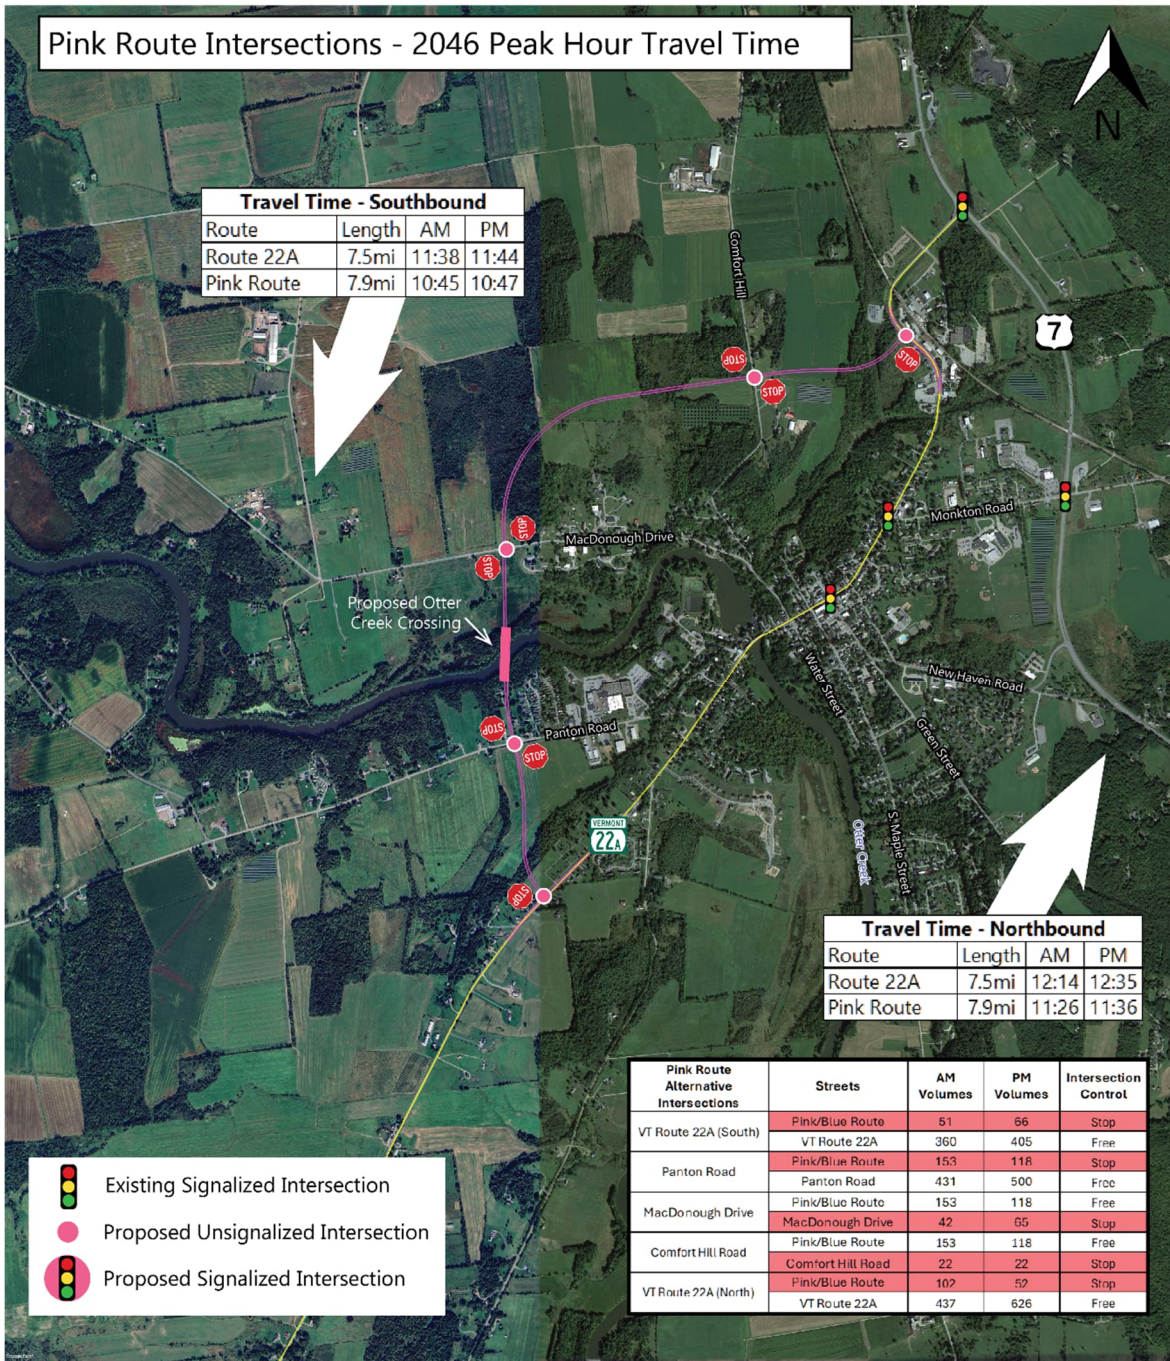 Pink Route Intersections - 2046 Peak Hour Travel Time
N
Travel Time - Southbound
Route Length AM PM
Route 22A 7.5mi 11:38 11:44
Pink Route 7.9mi 10:45 10:47
Comfort Hill
7
STOP
STOP
STOP
STOP
MacDonough Drive
STOP
Monkton Road
Proposed Otter
Creek Crossing
Water Street
New Haven Road
STOP
Panton Road
STOP
Green Street
VERMONT
22A
Otter Creek
S Maple Street
STOP
Travel Time - Northbound
Route Length AM PM
Route 22A 7.5mi 12:14 12:35
Pink Route 7.9mi 11:26 11:36
Pink Route Alternative Intersections Streets AM Volumes PM Volumes Intersection Control
VT Route 22A (South) Pink/Blue Route 51 66 Stop
VT Route 22A 360 405 Free
Panton Road Pink/Blue Route 153 118 Stop
Panton Road 431 500 Free
MacDonough Drive Pink/Blue Route 153 118 Free
MacDonough Drive 42 65 Stop
Comfort Hill Road Pink/Blue Route 153 118 Free
Comfort Hill Road 22 22 Stop
VT Route 22A (North) Pink/Blue Route 102 52 Stop
VT Route 22A 437 626 Free
Existing Signalized Intersection
Proposed Unsignalized Intersection
Proposed Signalized Intersection